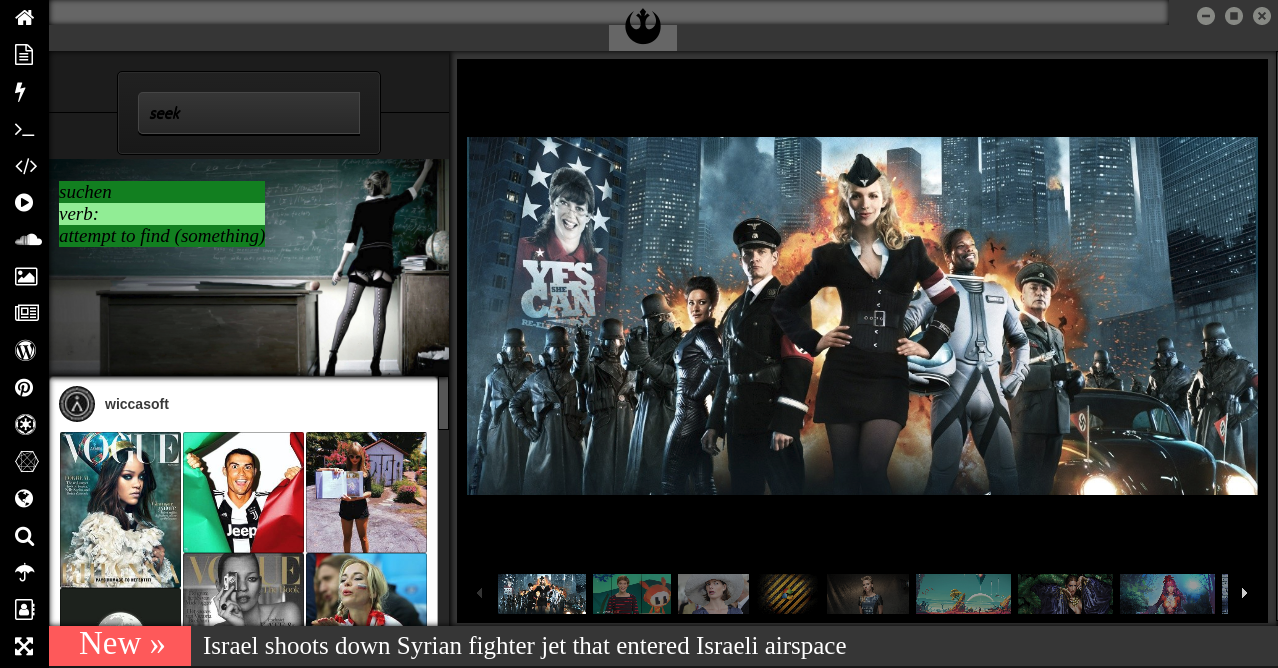 seek
suchen
verb:
attempt to find (something)
YES
SHE
CAN
wiccasoft
VOGUE
Jeep
VOGUE
New » Israel shoots down Syrian fighter jet that entered Israeli airspace